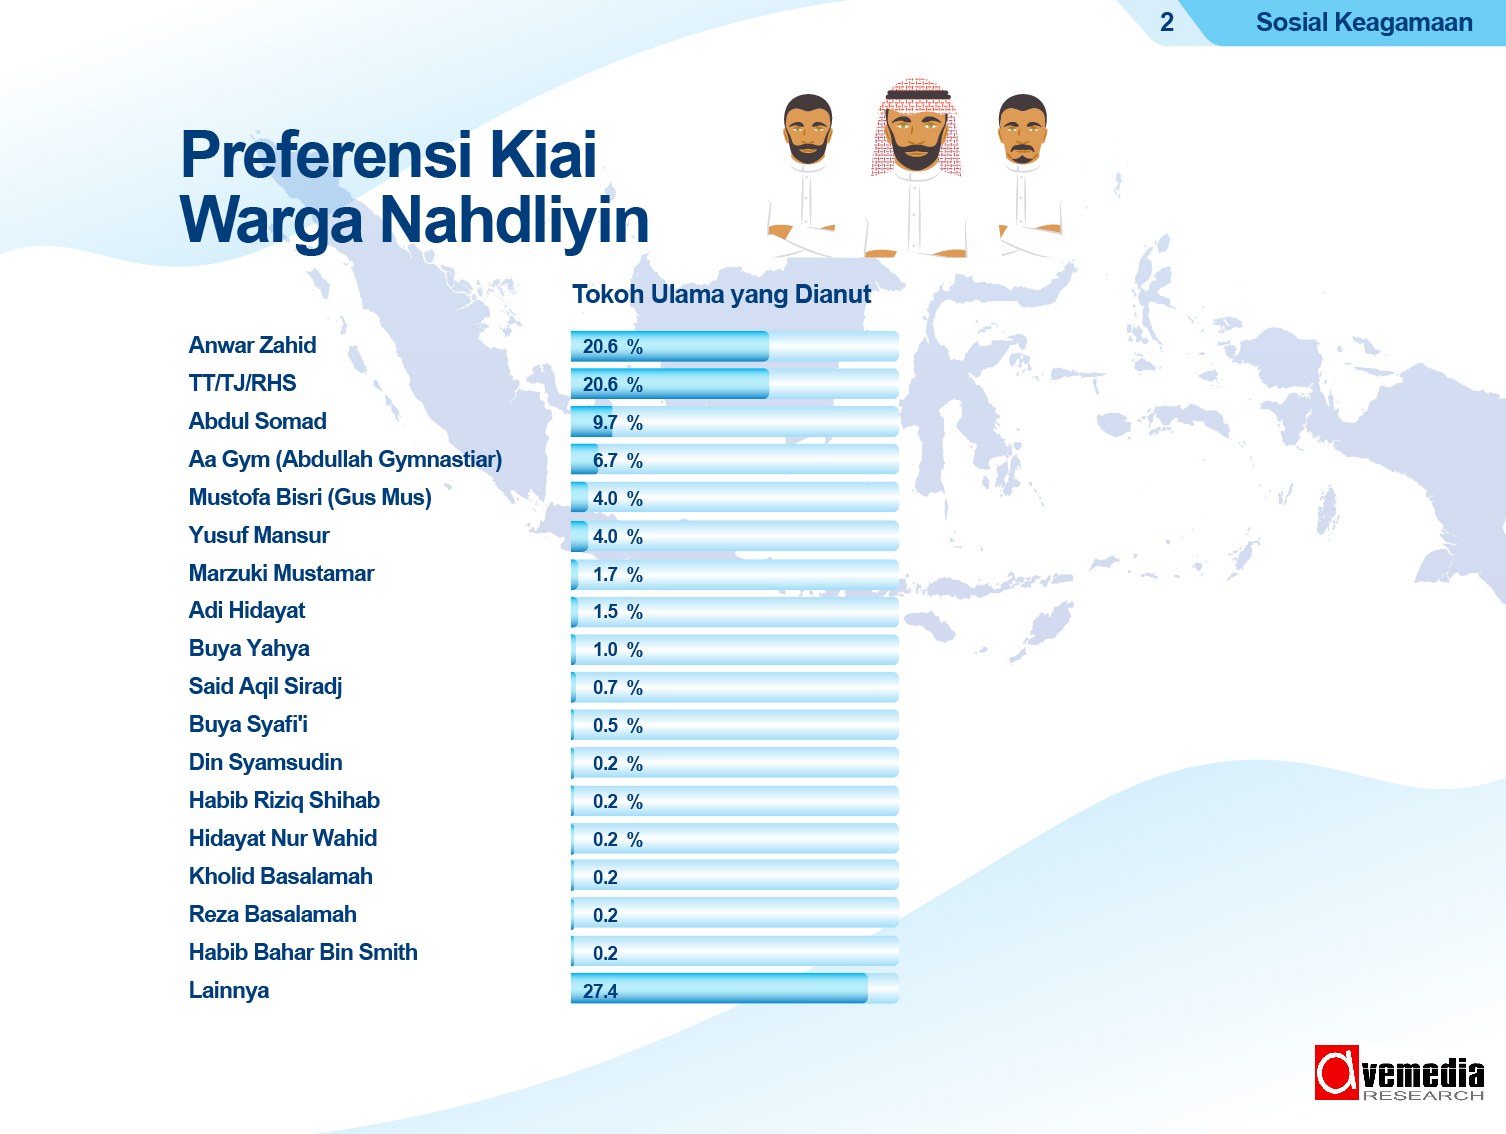 2 Sosial Keagamaan
Preferensi Kiai
Warga Nahdliyin
Tokoh Ulama yang Dianut
Anwar Zahid 20.6 %
TT/TJ/RHS 20.6 %
Abdul Somad 9.7 %
Aa Gym (Abdullah Gymnastiar) 6.7 %
Mustofa Bisri (Gus Mus) 4.0 %
Yusuf Mansur 4.0 %
Marzuki Mustamar 1.7 %
Adi Hidayat 1.5 %
Buya Yahya 1.0 %
Said Aqil Siradj 0.7 %
Buya Syafi'i 0.5 %
Din Syamsudin 0.2 %
Habib Riziq Shihab 0.2 %
Hidayat Nur Wahid 0.2 %
Kholid Basalamah 0.2
Reza Basalamah 0.2
Habib Bahar Bin Smith 0.2
Lainnya 27.4
avemedia
RESEARCH